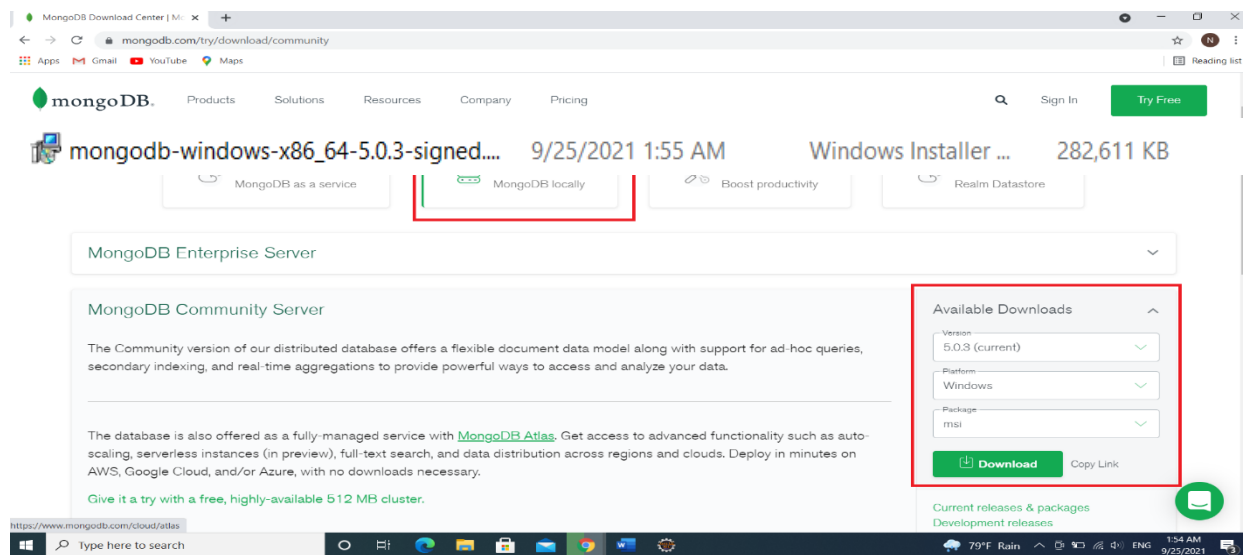 MongoDB Download Center | Mo
mongodb.com/try/download/community
N
Apps Gmail YouTube Maps Reading list
mongoDB. Products Solutions Resources Company Pricing Sign In Try Free
mongodb-windows-x86_64-5.0.3-signed.... 9/25/2021 1:55 AM Windows Installer ... 282,611 KB
MongoDB as a service MongoDB locally Boost productivity Realm Datastore
MongoDB Enterprise Server
MongoDB Community Server
The Community version of our distributed database offers a flexible document data model along with support for ad-hoc queries,
secondary indexing, and real-time aggregations to provide powerful ways to access and analyze your data.
The database is also offered as a fully-managed service with MongoDB Atlas. Get access to advanced functionality such as auto-
scaling, serverless instances (in preview), full-text search, and data distribution across regions and clouds. Deploy in minutes on
AWS, Google Cloud, and/or Azure, with no downloads necessary.
Give it a try with a free, highly-available 512 MB cluster.
Available Downloads
Version
5.0.3 (current)
Platform
Windows
Package
msi
Download Copy Link
Current releases & packages
Development releases
https://www.mongodb.com/cloud/atlas
Type here to search 79°F Rain ENG 1:54 AM
9/25/2021